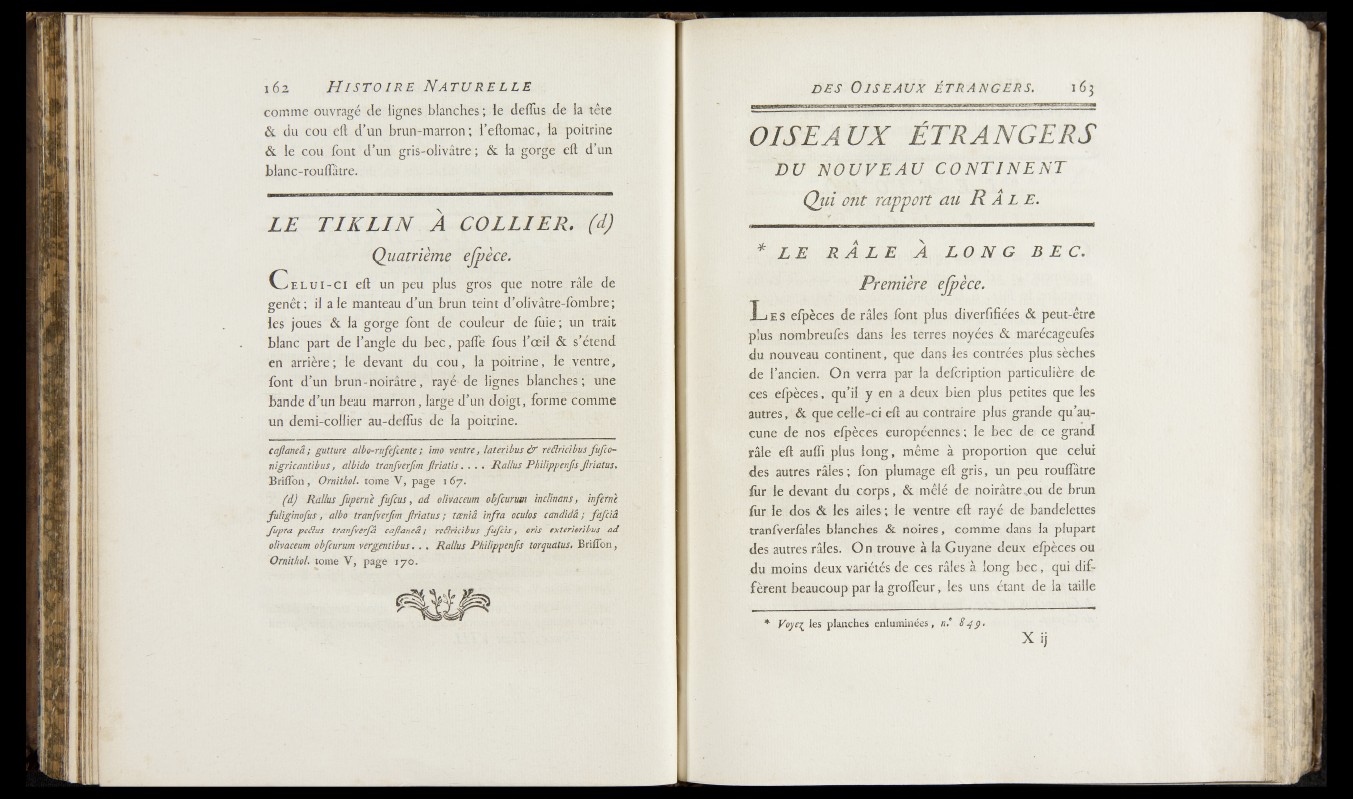 162 HISTOIRE NATURELLE
comme ouvragé de lignes blanches; le deſſus de la tête
& du cou eſt d'un brun-marron; l'eſtomac, la poitrine
& le cou ſont d'un gris-olivâtre; & la gorge eſt d'un
blanc-rouſſâtre.
LE TIKLIN À COLLIER. (d)
Quatrième eſpèce.
CELUI-CI eſt un peu plus gros que notre râle de
genêt; il a le manteau d'un brun teint d'olivâtre-ſombre;
les joues & la gorge ſont de couleur de ſuie; un trait
blanc part de l'angle du bec, paſſe ſous l'œil & s'étend
en arrière; le devant du cou, la poitrine, le ventre,
ſont d'un brun-noirâtre, rayé de lignes blanches; une
bande d'un beau marron, large d'un doigt, forme comme
un demi-collier au-deſſus de la poitrine.
caſtaneâ; gutture albo-rufeſcente; imo ventre, lateribus & rectricibus fuſco-
nigricantibus, albido tranſverſim ſtriatis.... Rallus Philippenſis ſtriatus.
Briſſon, Ornithol. tome V, page 167.
(d) Rallus ſupernè fuſcus, ad olivaceum obſcurum inclinans, infernè
fuliginoſus, albo tranſverſim ſtriatus; tæniâ infra oculos candidâ; faſciâ
ſupra pectus tranſverſâ caſtaneâ; rectricibus fuſcis, oris exterioribus ad
olivaceum obſcurum vergentibus... Rallus Philippenſis torquatus. Briſſon,
Ornithol. tome V, page 170.
DES OISEAUX ÉTRANGERS. 163
OISEAUX ÉTRANGERS
DU NOUVEAU CONTINENT
Qui ont rapport au RÂLE.
* LE RÂLE À LONG BEC.
Première eſpèce.
LES eſpèces de râles ſont plus diverſifiées & peut-être
plus nombreuſes dans les terres noyées & marécageuſes
du nouveau continent, que dans les contrées plus sèches
de l'ancien. On verra par la deſcription particulière de
ces eſpèces, qu'il y en a deux bien plus petites que les
autres, & que celle-ci eſt au contraire plus grande qu'au-
cune de nos eſpèces européennes; le bec de ce grand
râle eſt auſſi plus long, même à proportion que celui
des autres râles; ſon plumage eſt gris, un peu rouſſâtre
ſur le devant du corps, & mêlé de noirâtre ou de brun
ſur le dos & les ailes; le ventre eſt rayé de bandelettes
tranſverſales blanches & noires, comme dans la plupart
des autres râles. On trouve à la Guyane deux eſpèces ou
du moins deux variétés de ces râles à long bec, qui dif-
fèrent beaucoup par la groſſeur, les uns étant de la taille
* Voyez les planches enluminées, n.° 849.
X ij